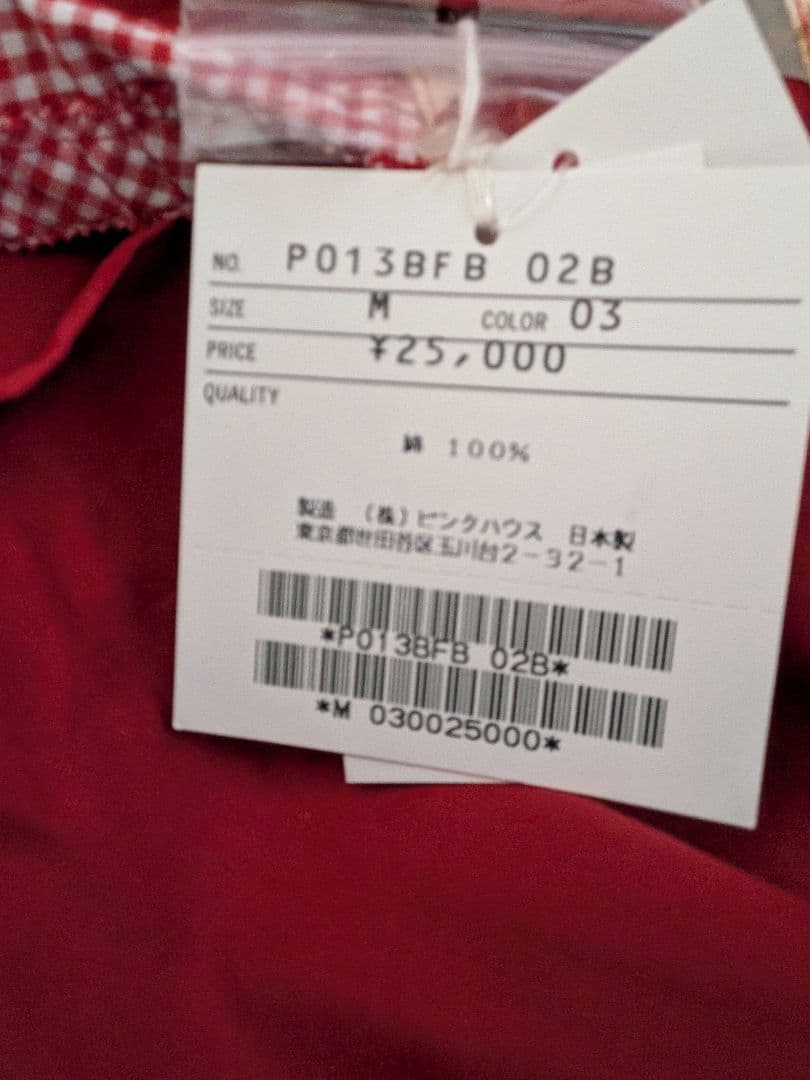 NO. P013BFB 02B
SIZE M COLOR 03
PRICE ¥25,000
QUALITY
綿 100%
製造 (株)ピンクハウス 日本製
東京都世田谷区玉川台2-32-1
*P013BFB 02B*
*M 030025000*